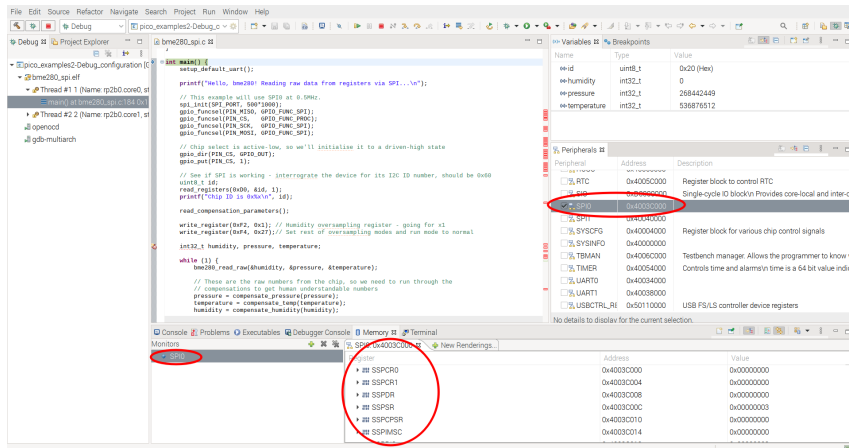 File Edit Source Refactor Navigate Search Project Run Window Help
Debug pico_examples2-Debug_c
Debug Project Explorer
pico_examples2-Debug_configuration [C
bme280_spi.elf
Thread #1 1 (Name: rp2b0.core0, st
main() at bme280_spi.c:184 0x1
Thread #2 2 (Name: rp2b0.core1, st
openocd
gdb-multiarch
bme280_spi.c
int main() {
setup_default_uart();
printf("Hello, bme280! Reading raw data from registers via SPI...\n");
// This example will use SPI0 at 0.5MHz.
spi_init(SPI_PORT, 500*1000);
gpio_funcsel(PIN_MISO, GPIO_FUNC_SPI);
gpio_funcsel(PIN_CS, GPIO_FUNC_PROC);
gpio_funcsel(PIN_SCK, GPIO_FUNC_SPI);
gpio_funcsel(PIN_MOSI, GPIO_FUNC_SPI);
// Chip select is active-low, so we'll initialise it to a driven-high state
gpio_dir(PIN_CS, GPIO_OUT);
gpio_put(PIN_CS, 1);
// See if SPI is working - interrograte the device for its I2C ID number, should be 0x60
uint8_t id;
read_registers(0xD0, &id, 1);
printf("Chip ID is 0x%x\n", id);
read_compensation_parameters();
write_register(0xF2, 0x1); // Humidity oversampling register - going for x1
write_register(0xF4, 0x27);// Set rest of oversampling modes and run mode to normal
int32_t humidity, pressure, temperature;
while (1) {
bme280_read_raw(&humidity, &pressure, &temperature);
// These are the raw numbers from the chip, so we need to run through the
// compensations to get human understandable numbers
pressure = compensate_pressure(pressure);
temperature = compensate_temp(temperature);
humidity = compensate_humidity(humidity);
Variables Breakpoints
Name Type Value
id uint8_t 0x20 (Hex)
humidity int32_t 0
pressure int32_t 268442449
temperature int32_t 536876512
Peripherals
Peripheral Address Description
RTC 0x4005C000 Register block to control RTC
SIO 0xD0000000 Single-cycle IO block\n Provides core-local and inter-c
SPI0 0x4003C000
SPI1 0x40040000
SYSCFG 0x40004000 Register block for various chip control signals
SYSINFO 0x40000000
TBMAN 0x4006C000 Testbench manager. Allows the programmer to know
TIMER 0x40054000 Controls time and alarms\n time is a 64 bit value indi
UART0 0x40034000
UART1 0x40038000
USBCTRL_RE 0x50110000 USB FS/LS controller device registers
No details to display for the current selection.
Console Problems Executables Debugger Console Memory Terminal
Monitors
SPI0
SPI0: 0x4003C000 New Renderings...
Register Address Value
SSPCR0 0x4003C000 0x00000000
SSPCR1 0x4003C004 0x00000000
SSPDR 0x4003C008 0x00000000
SSPSR 0x4003C00C 0x00000003
SSPCPSR 0x4003C010 0x00000000
SSPIMSC 0x4003C014 0x00000000